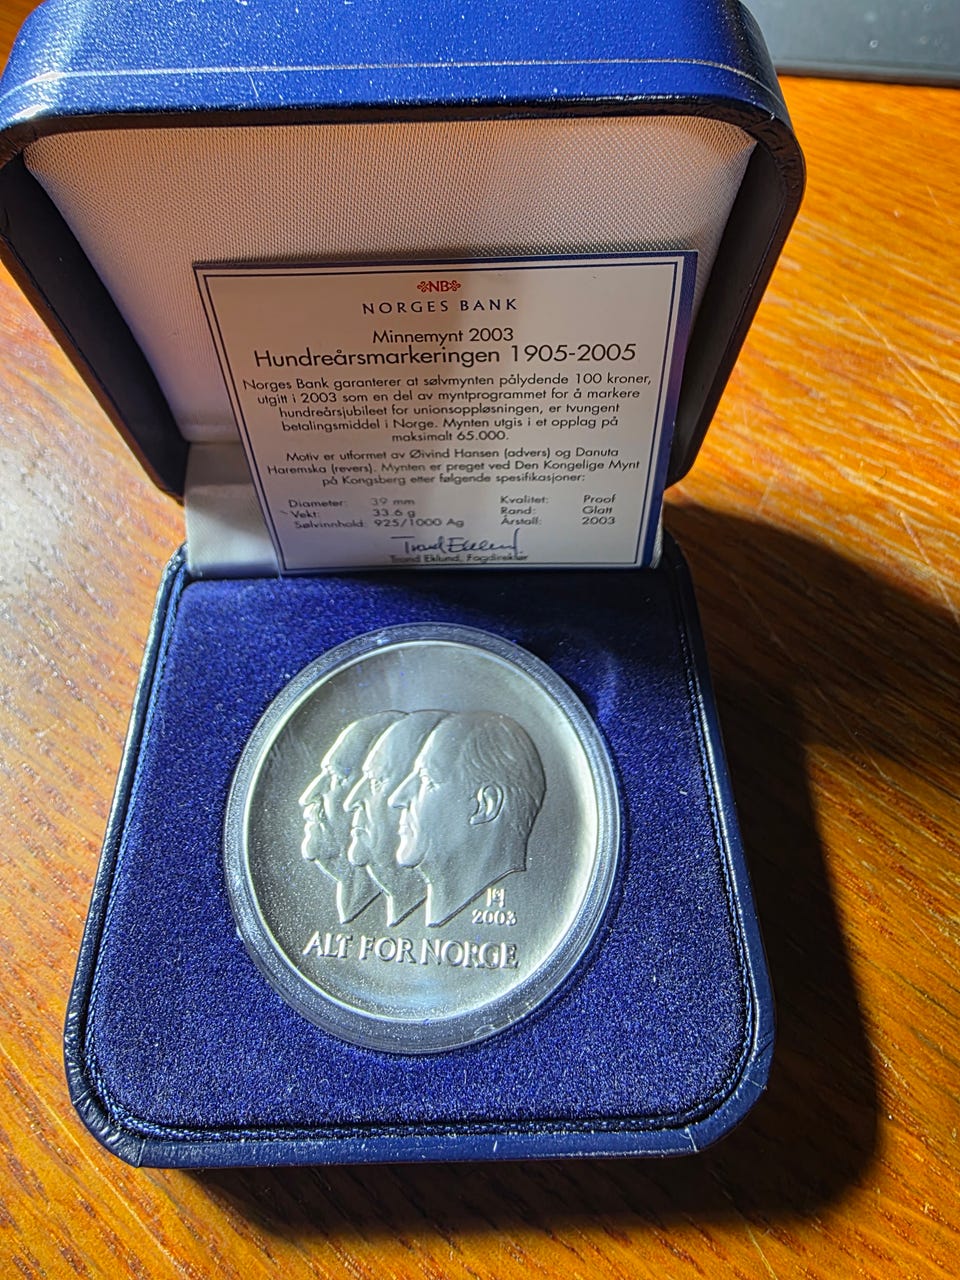 NB
NORGES BANK
Minnemynt 2003
Hundreårsmarkeringen 1905-2005
Norges Bank garanterer at sølvmynten pålydende 100 kroner,
utgitt i 2003 som en del av myntprogrammet for å markere
hundreårsjubileet for unionsoppløsningen, er tvungent
betalingsmiddel i Norge. Mynten utgis i et opplag på
maksimalt 65.000.
Motiv er utformet av Øivind Hansen (advers) og Danuta
Haremska (revers). Mynten er preget ved Den Kongelige Mynt
på Kongsberg etter følgende spesifikasjoner:
Diameter: 39 mm Kvalitet: Proof
Vekt: 33.6 g Rand: Glatt
Sølvinnhold: 925/1000 Ag Årstall: 2003
Trond Eklund
Trond Eklund, Fagdirektør
2003
ALT FOR NORGE